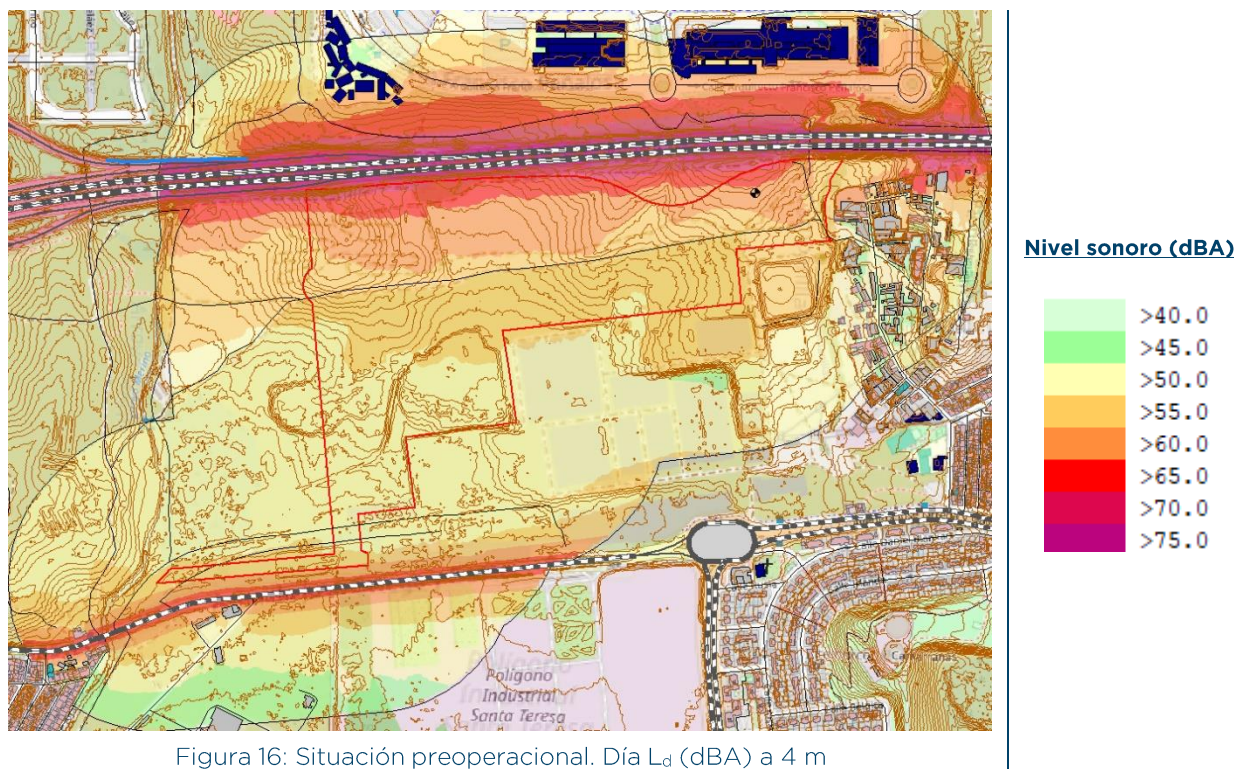 Nivel sonoro (dBA)
>40.0
>45.0
>50.0
>55.0
>60.0
>65.0
>70.0
>75.0
Polígono
Industrial
Santa Teresa
Figura 16: Situación preoperacional. Día Ld (dBA) a 4 m